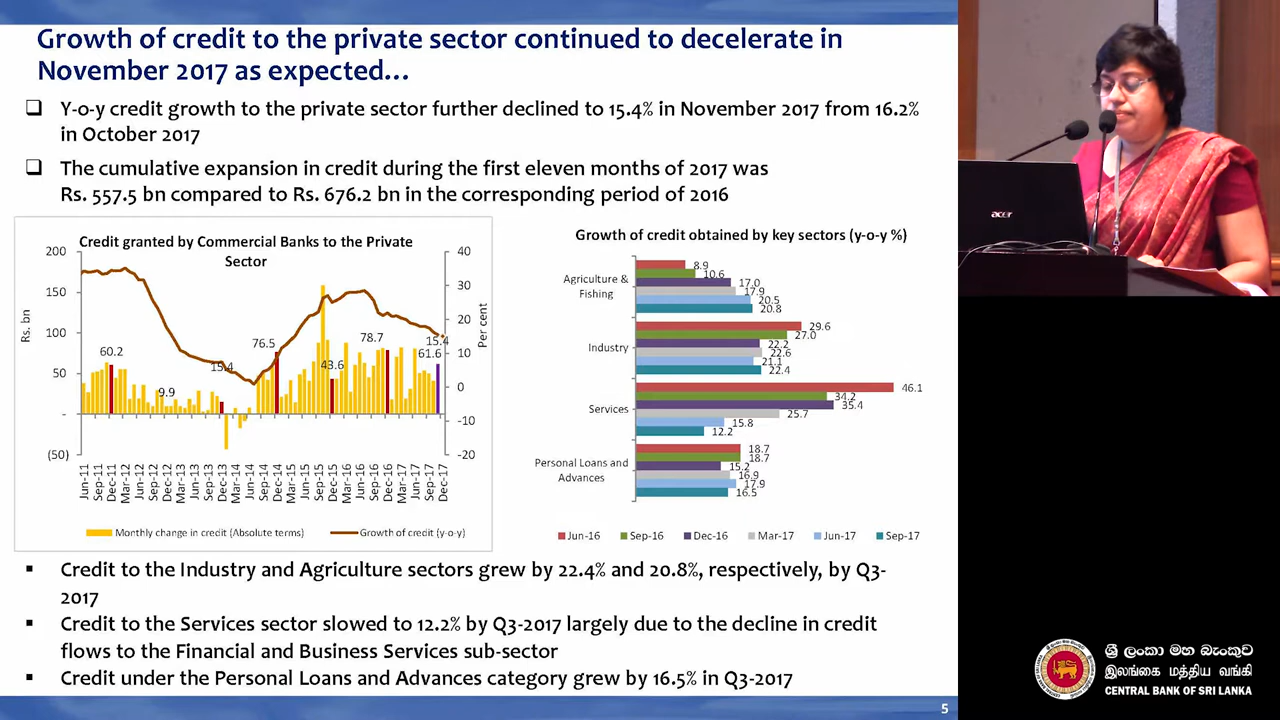 Growth of credit to the private sector continued to decelerate in
November 2017 as expected…
❑ Y-o-y credit growth to the private sector further declined to 15.4% in November 2017 from 16.2%
in October 2017
❑ The cumulative expansion in credit during the first eleven months of 2017 was
Rs. 557.5 bn compared to Rs. 676.2 bn in the corresponding period of 2016
Credit granted by Commercial Banks to the Private
Sector
200
150
100
50
-
(50)
Rs. bn
40
30
20
10
0
-10
-20
Per cent
60.2
9.9
15.4
76.5
43.6
78.7
15.4
61.6
Jun-11
Sep-11
Dec-11
Mar-12
Jun-12
Sep-12
Dec-12
Mar-13
Jun-13
Sep-13
Dec-13
Mar-14
Jun-14
Sep-14
Dec-14
Mar-15
Jun-15
Sep-15
Dec-15
Mar-16
Jun-16
Sep-16
Dec-16
Mar-17
Jun-17
Sep-17
Dec-17
Monthly change in credit (Absolute terms)
Growth of credit (y-o-y)
Growth of credit obtained by key sectors (y-o-y %)
Agriculture &
Fishing
8.9
10.6
17.0
17.9
20.5
20.8
Industry
29.6
27.0
22.2
22.6
21.1
22.4
Services
46.1
34.2
35.4
25.7
15.8
12.2
Personal Loans and
Advances
18.7
18.7
15.2
16.9
17.9
16.5
Jun-16 Sep-16 Dec-16 Mar-17 Jun-17 Sep-17
▪ Credit to the Industry and Agriculture sectors grew by 22.4% and 20.8%, respectively, by Q3-
2017
▪ Credit to the Services sector slowed to 12.2% by Q3-2017 largely due to the decline in credit
flows to the Financial and Business Services sub-sector
▪ Credit under the Personal Loans and Advances category grew by 16.5% in Q3-2017
5
acer
ශ්‍රී ලංකා මහ බැංකුව
இலங்கை மத்திய வங்கி
CENTRAL BANK OF SRI LANKA